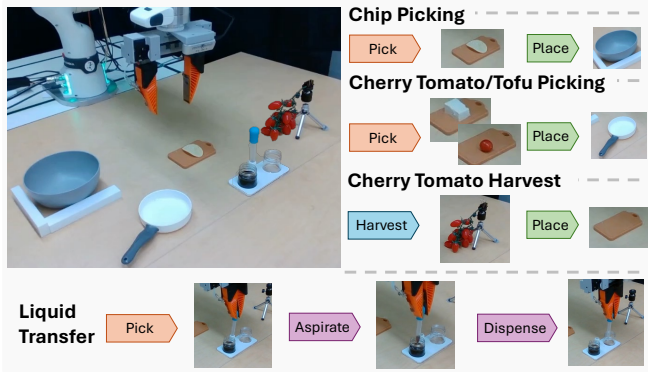 Chip Picking
Pick
Place
Cherry Tomato/Tofu Picking
Pick
Place
Cherry Tomato Harvest
Harvest
Place
Liquid
Transfer
Pick
Aspirate
Dispense